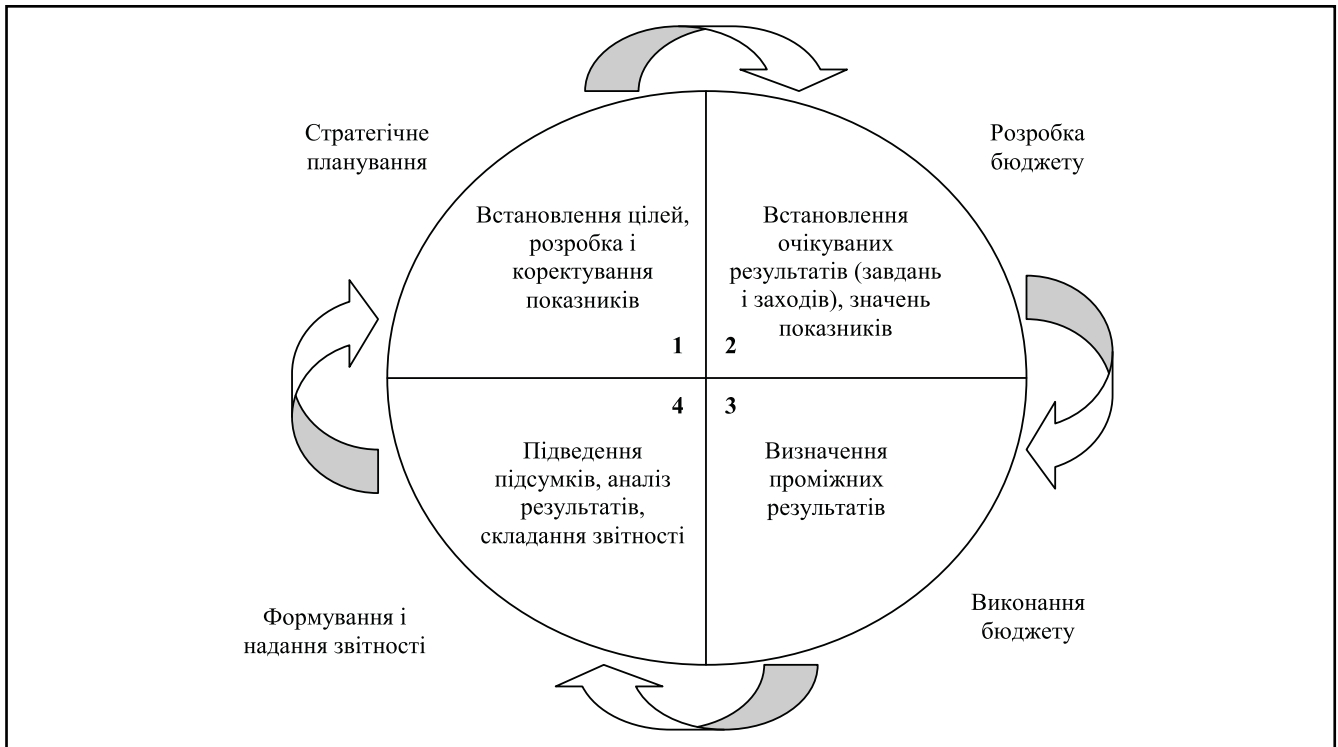 Стратегічне
планування
Розробка
бюджету
Встановлення цілей,
розробка і
коректування
показників
1
Встановлення
очікуваних
результатів (завдань
і заходів), значень
показників
2
4
Підведення
підсумків, аналіз
результатів,
складання звітності
3
Визначення
проміжних
результатів
Формування і
надання звітності
Виконання
бюджету